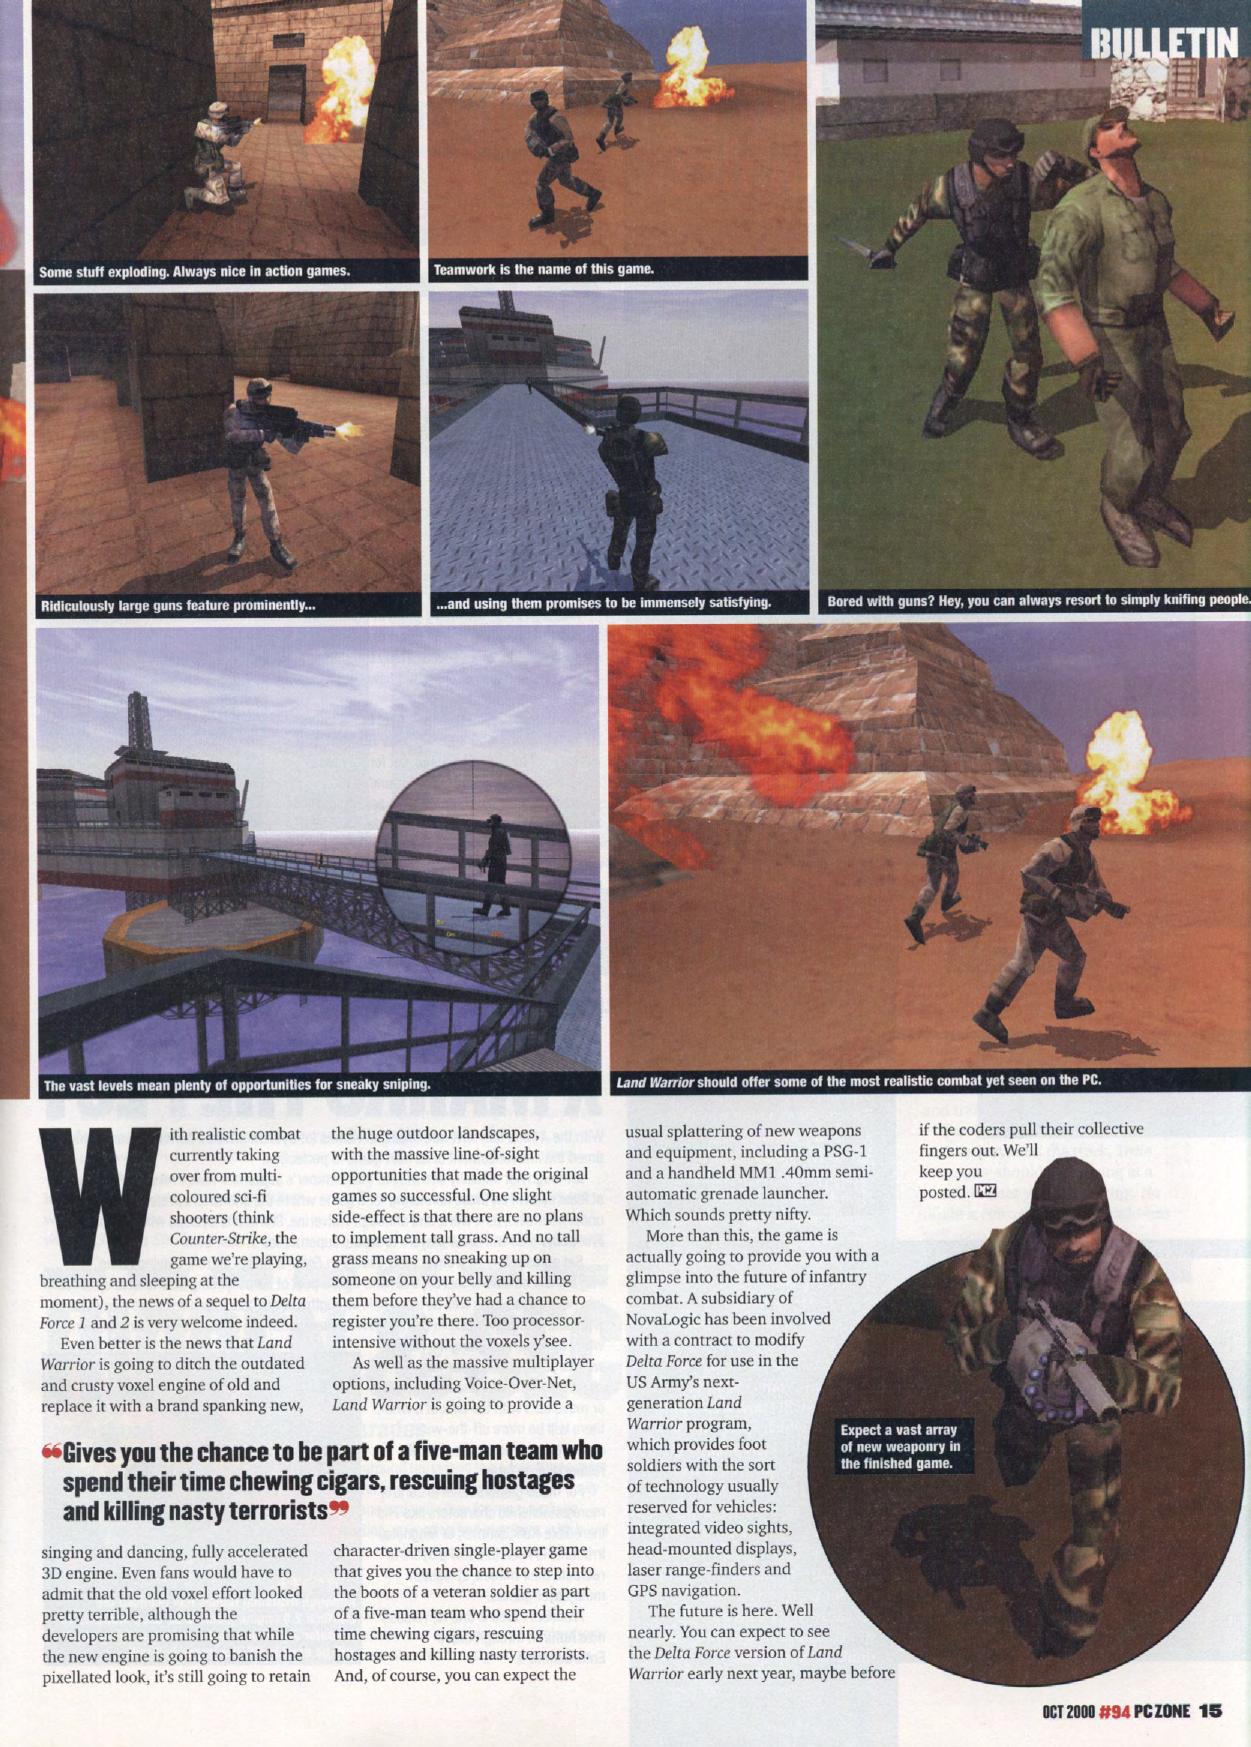 BULLETIN
Some stuff exploding. Always nice in action games.
Teamwork is the name of this game.
Ridiculously large guns feature prominently...
...and using them promises to be immensely satisfying.
Bored with guns? Hey, you can always resort to simply knifing people.
The vast levels mean plenty of opportunities for sneaky sniping.
Land Warrior should offer some of the most realistic combat yet seen on the PC.
With realistic combat
currently taking
over from multi-
coloured sci-fi
shooters (think
Counter-Strike, the
game we're playing,
breathing and sleeping at the
moment), the news of a sequel to Delta
Force 1 and 2 is very welcome indeed.
Even better is the news that Land
Warrior is going to ditch the outdated
and crusty voxel engine of old and
replace it with a brand spanking new,
singing and dancing, fully accelerated
3D engine. Even fans would have to
admit that the old voxel effort looked
pretty terrible, although the
developers are promising that while
the new engine is going to banish the
pixellated look, it's still going to retain
the huge outdoor landscapes,
with the massive line-of-sight
opportunities that made the original
games so successful. One slight
side-effect is that there are no plans
to implement tall grass. And no tall
grass means no sneaking up on
someone on your belly and killing
them before they've had a chance to
register you're there. Too processor-
intensive without the voxels y'see.
As well as the massive multiplayer
options, including Voice-Over-Net,
Land Warrior is going to provide a
character-driven single-player game
that gives you the chance to step into
the boots of a veteran soldier as part
of a five-man team who spend their
time chewing cigars, rescuing
hostages and killing nasty terrorists.
And, of course, you can expect the
“Gives you the chance to be part of a five-man team who
spend their time chewing cigars, rescuing hostages
and killing nasty terrorists”
usual splattering of new weapons
and equipment, including a PSG-1
and a handheld MM1 .40mm semi-
automatic grenade launcher.
Which sounds pretty nifty.
More than this, the game is
actually going to provide you with a
glimpse into the future of infantry
combat. A subsidiary of
NovaLogic has been involved
with a contract to modify
Delta Force for use in the
US Army's next-
generation Land
Warrior program,
which provides foot
soldiers with the sort
of technology usually
reserved for vehicles:
integrated video sights,
head-mounted displays,
laser range-finders and
GPS navigation.
The future is here. Well
nearly. You can expect to see
the Delta Force version of Land
Warrior early next year, maybe before
if the coders pull their collective
fingers out. We'll
keep you
posted. PCZ
Expect a vast array
of new weaponry in
the finished game.
OCT 2000 #94 PC ZONE 15